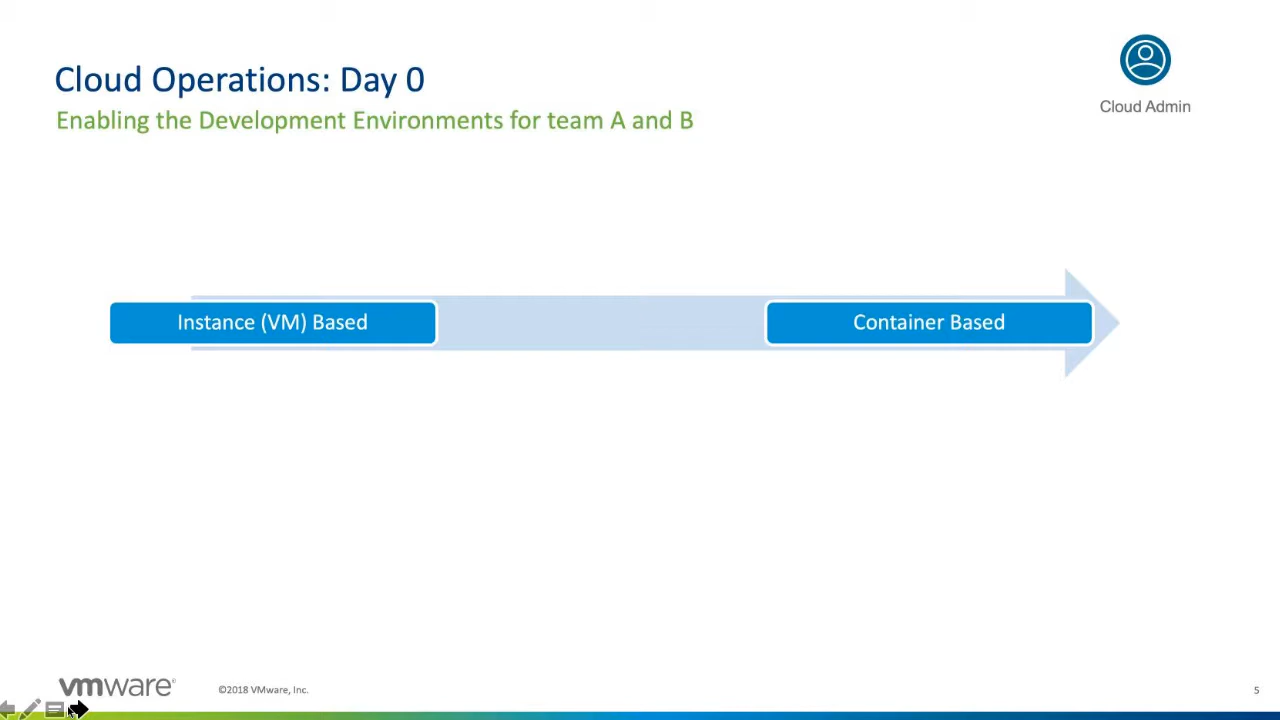 Cloud Operations: Day 0
Enabling the Development Environments for team A and B
Cloud Admin
Instance (VM) Based
Container Based
vmware®
©2018 VMware, Inc.
5